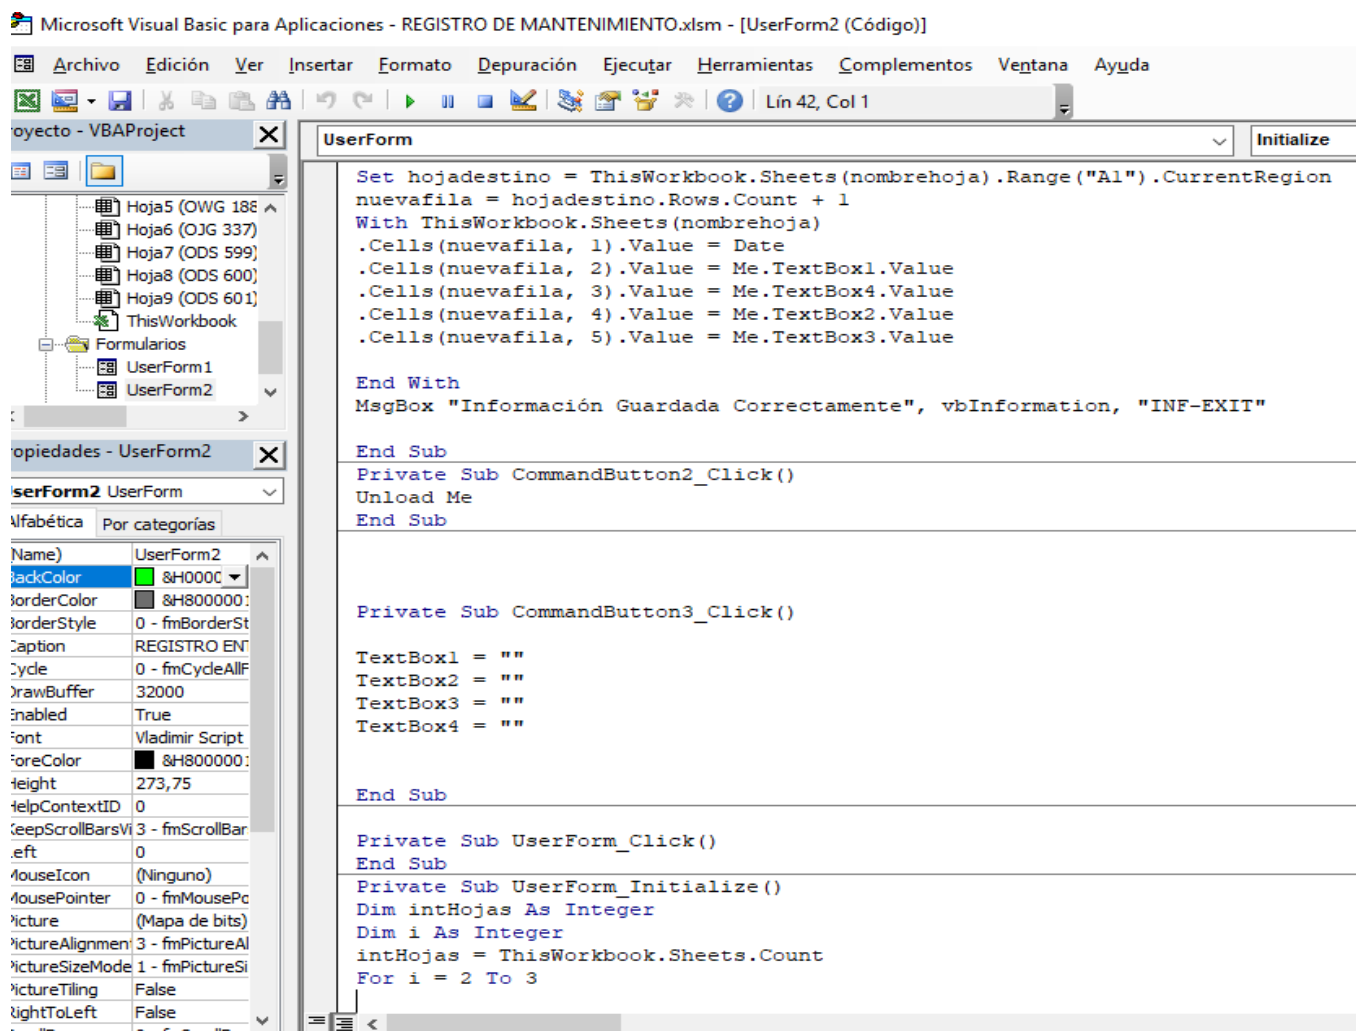 Microsoft Visual Basic para Aplicaciones - REGISTRO DE MANTENIMIENTO.xlsm - [UserForm2 (Código)]
Archivo Edición Ver Insertar Formato Depuración Ejecutar Herramientas Complementos Ventana Ayuda
Lín 42, Col 1
royecto - VBAProject
Hoja5 (OWG 188
Hoja6 (OJG 337)
Hoja7 (ODS 599)
Hoja8 (ODS 600)
Hoja9 (ODS 601)
ThisWorkbook
Formularios
UserForm1
UserForm2
ropiedades - UserForm2
UserForm2 UserForm
Alfabética Por categorías
(Name) UserForm2
BackColor &H0000
BorderColor &H8000001
BorderStyle 0 - fmBorderSt
Caption REGISTRO ENT
Cycle 0 - fmCycleAllF
DrawBuffer 32000
Enabled True
Font Vladimir Script
ForeColor &H8000001
Height 273,75
HelpContextID 0
KeepScrollBarsVi 3 - fmScrollBar
Left 0
MouseIcon (Ninguno)
MousePointer 0 - fmMousePo
Picture (Mapa de bits)
PictureAlignment 3 - fmPictureAl
PictureSizeMode 1 - fmPictureSi
PictureTiling False
RightToLeft False
UserForm Initialize
Set hojadestino = ThisWorkbook.Sheets(nombrehoja).Range("A1").CurrentRegion
nuevafila = hojadestino.Rows.Count + 1
With ThisWorkbook.Sheets(nombrehoja)
.Cells(nuevafila, 1).Value = Date
.Cells(nuevafila, 2).Value = Me.TextBox1.Value
.Cells(nuevafila, 3).Value = Me.TextBox4.Value
.Cells(nuevafila, 4).Value = Me.TextBox2.Value
.Cells(nuevafila, 5).Value = Me.TextBox3.Value
End With
MsgBox "Información Guardada Correctamente", vbInformation, "INF-EXIT"
End Sub
Private Sub CommandButton2_Click()
Unload Me
End Sub
Private Sub CommandButton3_Click()
TextBox1 = ""
TextBox2 = ""
TextBox3 = ""
TextBox4 = ""
End Sub
Private Sub UserForm_Click()
End Sub
Private Sub UserForm_Initialize()
Dim intHojas As Integer
Dim i As Integer
intHojas = ThisWorkbook.Sheets.Count
For i = 2 To 3